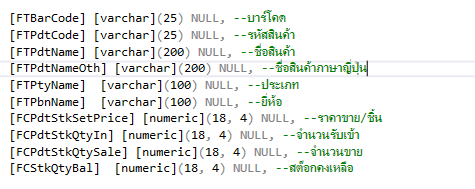 [FTBarCode] [varchar](25) NULL, --บาร์โดด
[FTPdtCode] [varchar](25) NULL, --รหัสสินค้า
[FTPdtName] [varchar](200) NULL, --ชื่อสินค้า
[FTPdtNameOth] [varchar](200) NULL, --ชื่อสินค้าภาษาญี่ปุ่น
[FTPtyName] [varchar](100) NULL, --ประเภท
[FTPbnName] [varchar](100) NULL, --ยี่ห้อ
[FCPdtStkSetPrice] [numeric](18, 4) NULL, --ราคาขาย/ชิ้น
[FCPdtStkQtyIn] [numeric](18, 4) NULL, --จำนวนรับเข้า
[FCPdtStkQtySale] [numeric](18, 4) NULL, --จำนวนขาย
[FCStkQtyBal] [numeric](18, 4) NULL, --สต็อกคงเหลือ